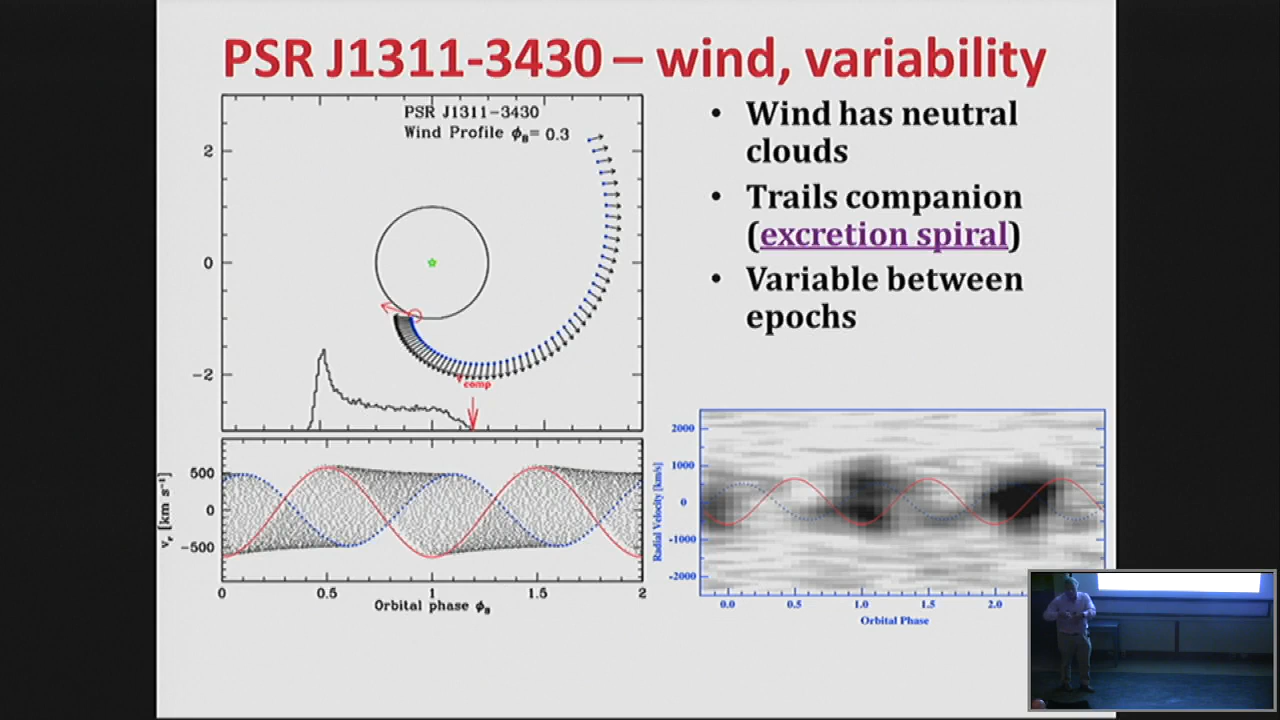 PSR J1311-3430 – wind, variability
PSR J1311-3430
Wind Profile ϕ₈= 0.3
2
0
-2
comp
500
0
-500
vᵣ [km s⁻¹]
0
0.5
1
1.5
2
Orbital phase ϕ₈
• Wind has neutral
clouds
• Trails companion
(excretion spiral)
• Variable between
epochs
2000
1000
0
-1000
-2000
Radial Velocity [km/s]
0.0
0.5
1.0
1.5
2.0
Orbital Phase